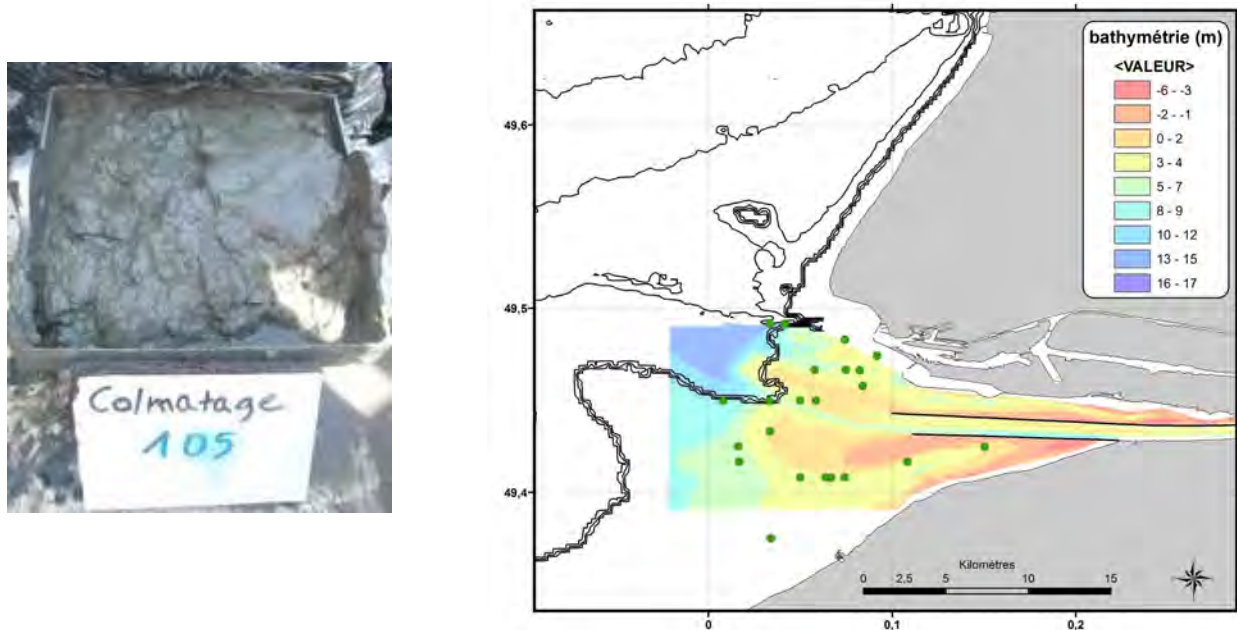 Colmatage
105
bathymétrie (m)
<VALEUR>
-6 - -3
-2 - -1
0 - 2
3 - 4
5 - 7
8 - 9
10 - 12
13 - 15
16 - 17
49,6
49,5
49,4
Kilomètres
0 2,5 5 10 15
0 0,1 0,2